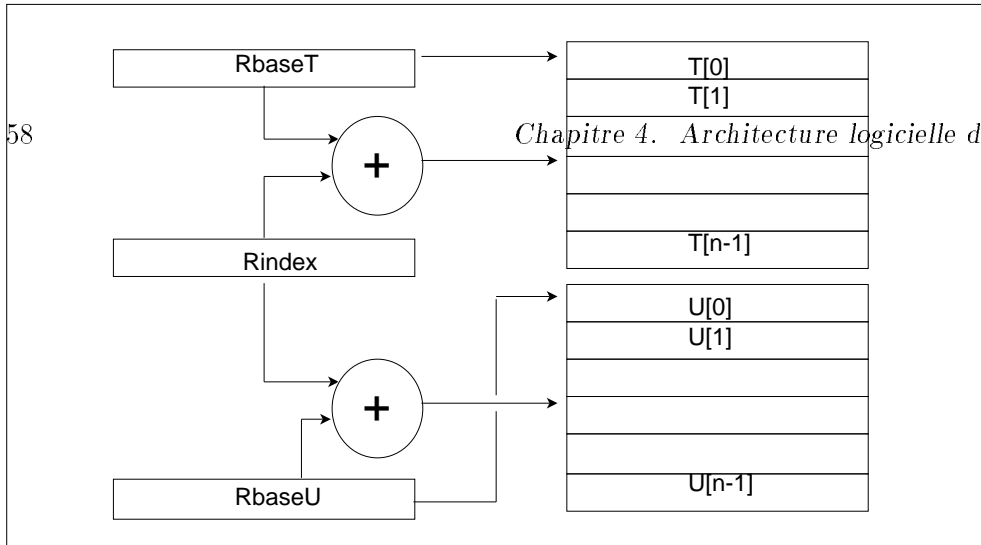 RbaseT
T[0]
T[1]
58
Chapitre 4. Architecture logicielle d
+
T[n-1]
Rindex
U[0]
U[1]
+
RbaseU
U[n-1]